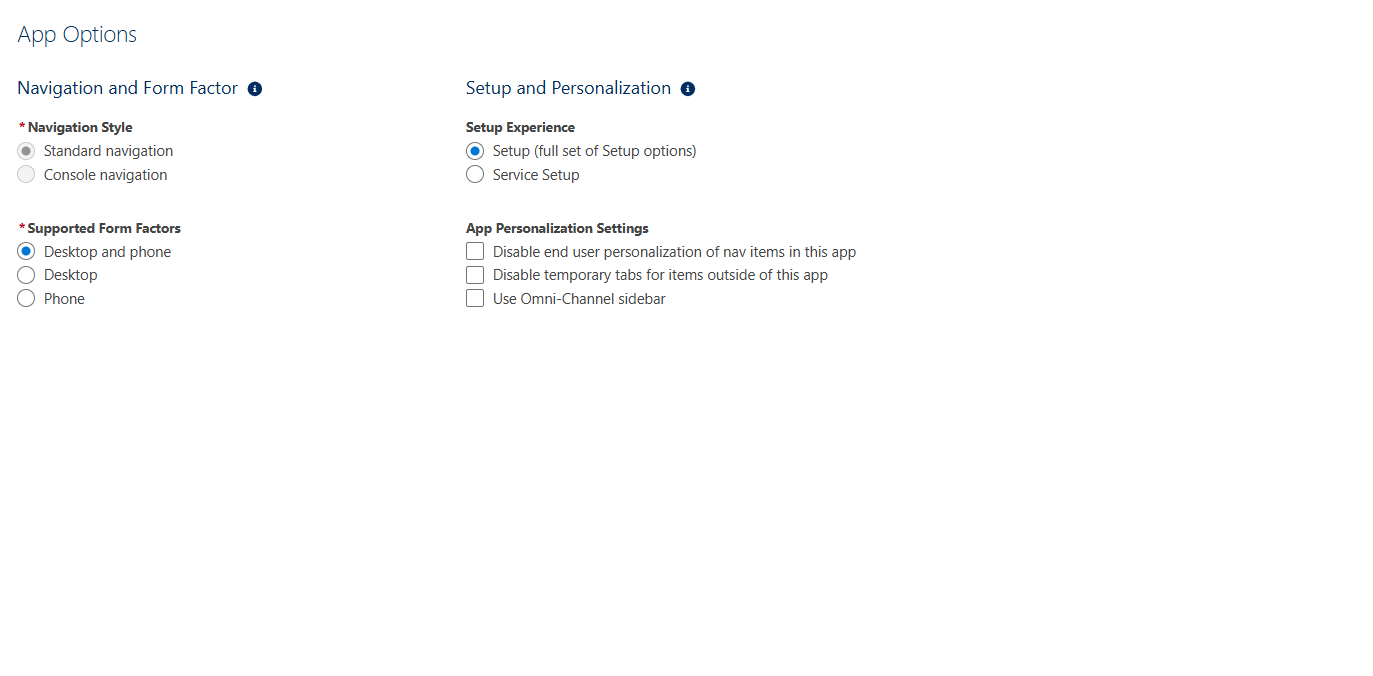 App Options
Navigation and Form Factor
* Navigation Style
Standard navigation
Console navigation
* Supported Form Factors
Desktop and phone
Desktop
Phone
Setup and Personalization
Setup Experience
Setup (full set of Setup options)
Service Setup
App Personalization Settings
Disable end user personalization of nav items in this app
Disable temporary tabs for items outside of this app
Use Omni-Channel sidebar